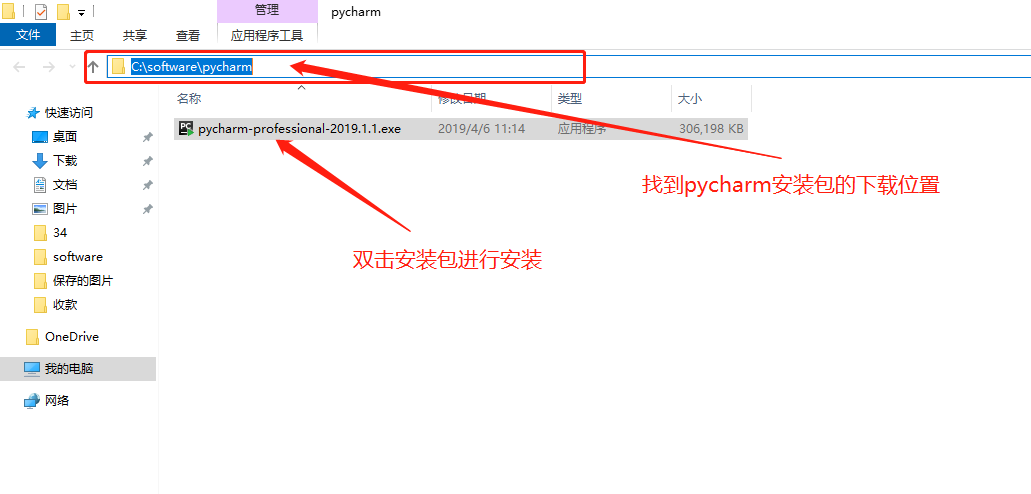 管理
pycharm
文件
主页
共享
查看
应用程序工具
C:\software\pycharm
名称
修改日期
类型
大小
pycharm-professional-2019.1.1.exe
2019/4/6 11:14
应用程序
306,198 KB
找到pycharm安装包的下载位置
双击安装包进行安装
快速访问
桌面
下载
文档
图片
34
software
保存的图片
收款
OneDrive
我的电脑
网络